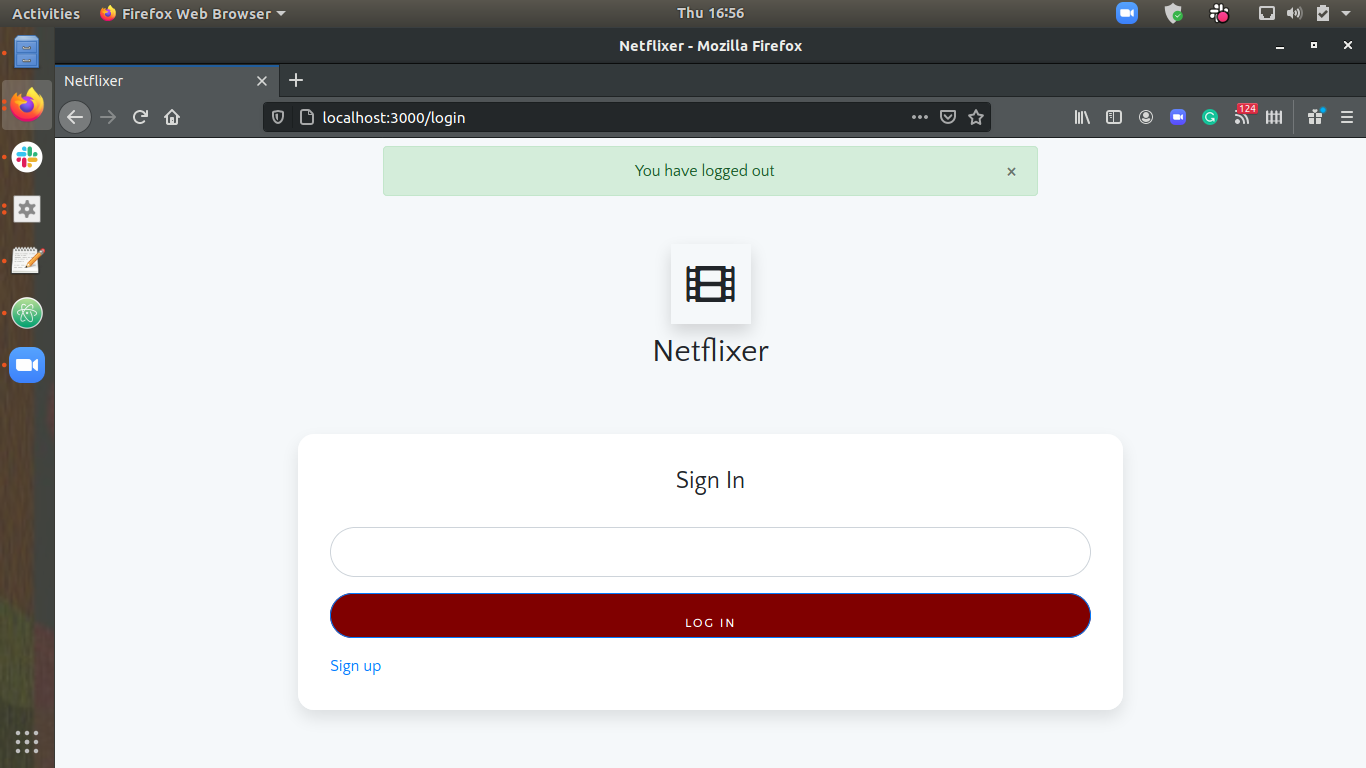 Activities Firefox Web Browser Thu 16:56
Netflixer - Mozilla Firefox
Netflixer
localhost:3000/login 124
You have logged out ×
Netflixer
Sign In
LOG IN
Sign up